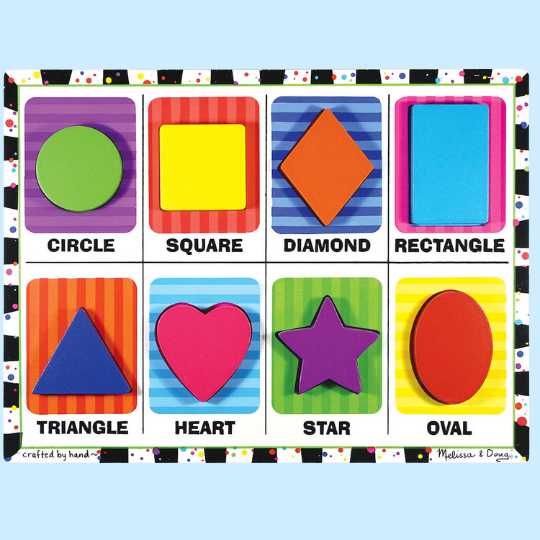 CIRCLE SQUARE DIAMOND RECTANGLE
TRIANGLE HEART STAR OVAL
crafted by hand~ Melissa & Doug